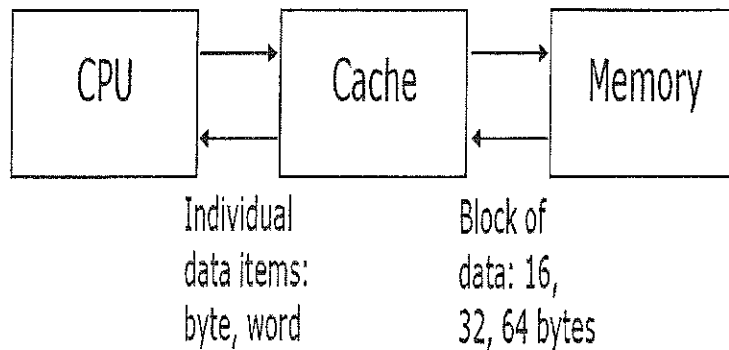 CPU
Cache
Memory
Individual
data items:
byte, word
Block of
data: 16,
32, 64 bytes